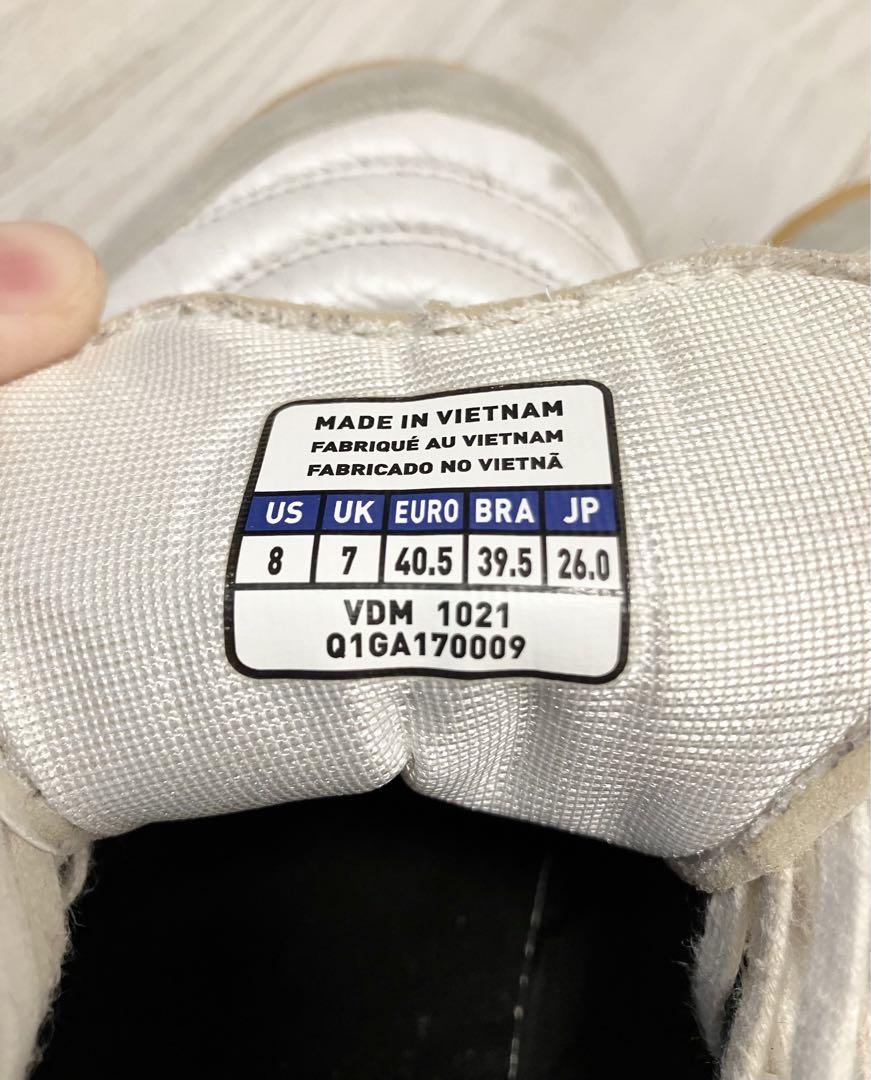 MADE IN VIETNAM
FABRIQUÉ AU VIETNAM
FABRICADO NO VIETNÃ
US UK EURO BRA JP
8 7 40.5 39.5 26.0
VDM 1021
Q1GA170009